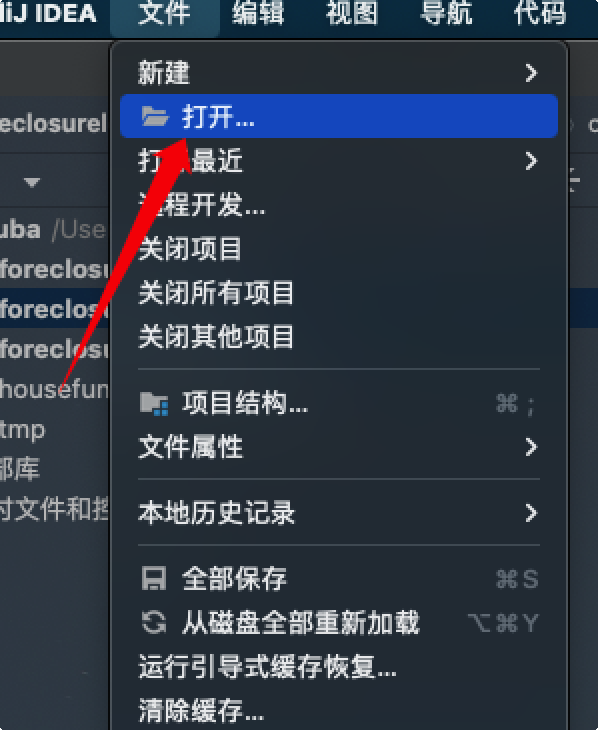 iJ IDEA 文件 编辑 视图 导航 代码
新建
eclosurel
打开...
打 最近
程开发...
uba /Use
关闭项目
foreclosu
关闭所有项目
foreclos
关闭其他项目
foreclosu
housefun
项目结构... ⌘ ;
tmp
文件属性
部库
时文件和控
本地历史记录
全部保存 ⌘S
从磁盘全部重新加载 ⌥⌘Y
运行引导式缓存恢复...
清除缓存...